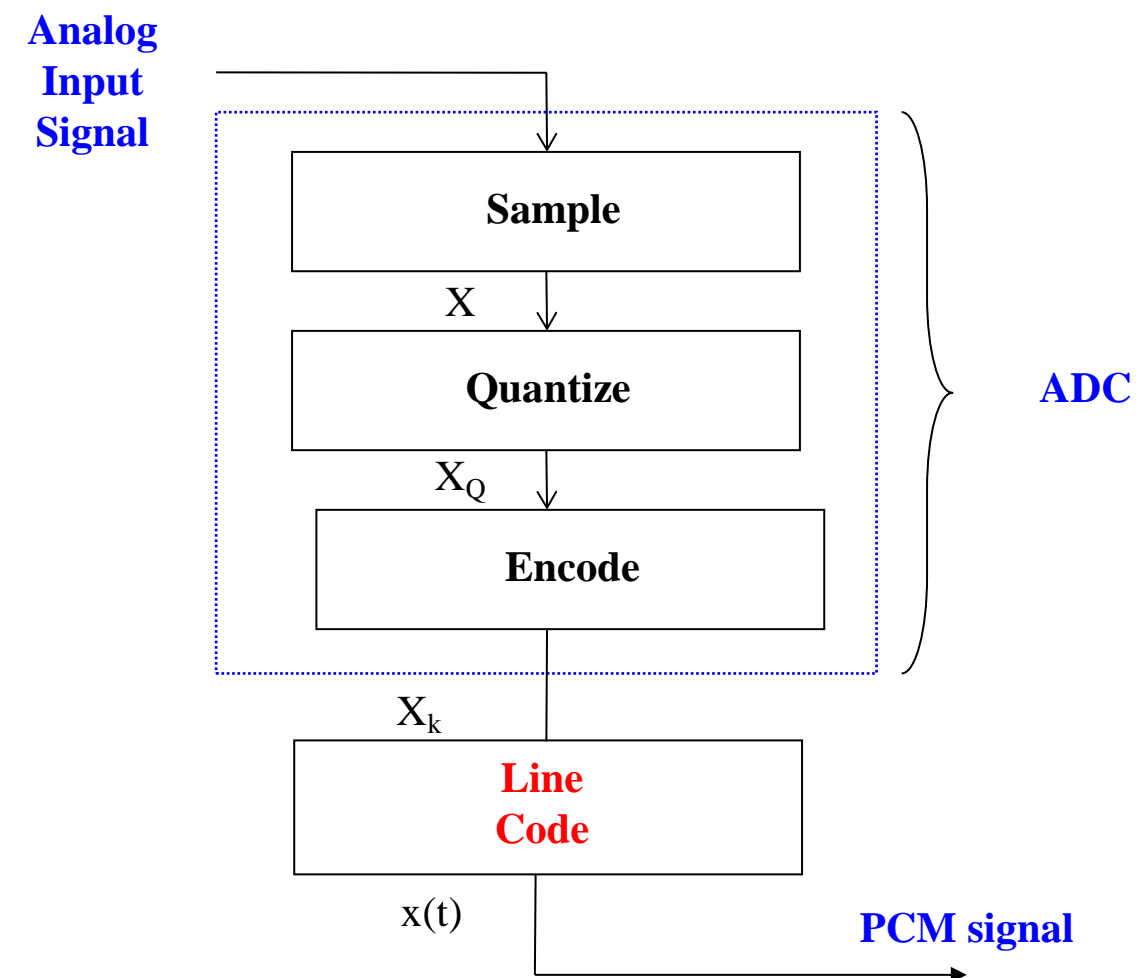 Analog
Input
Signal
Sample
X
Quantize
ADC
X_Q
Encode
X_k
Line
Code
x(t)
PCM signal